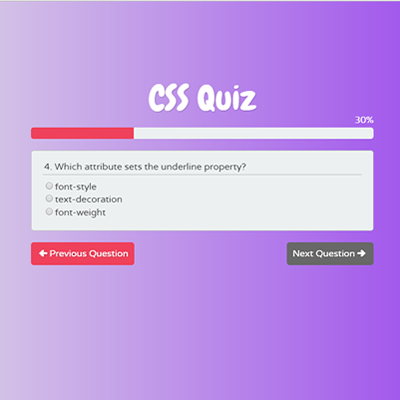 CSS Quiz
30%
4. Which attribute sets the underline property?
font-style
text-decoration
font-weight
Previous Question
Next Question